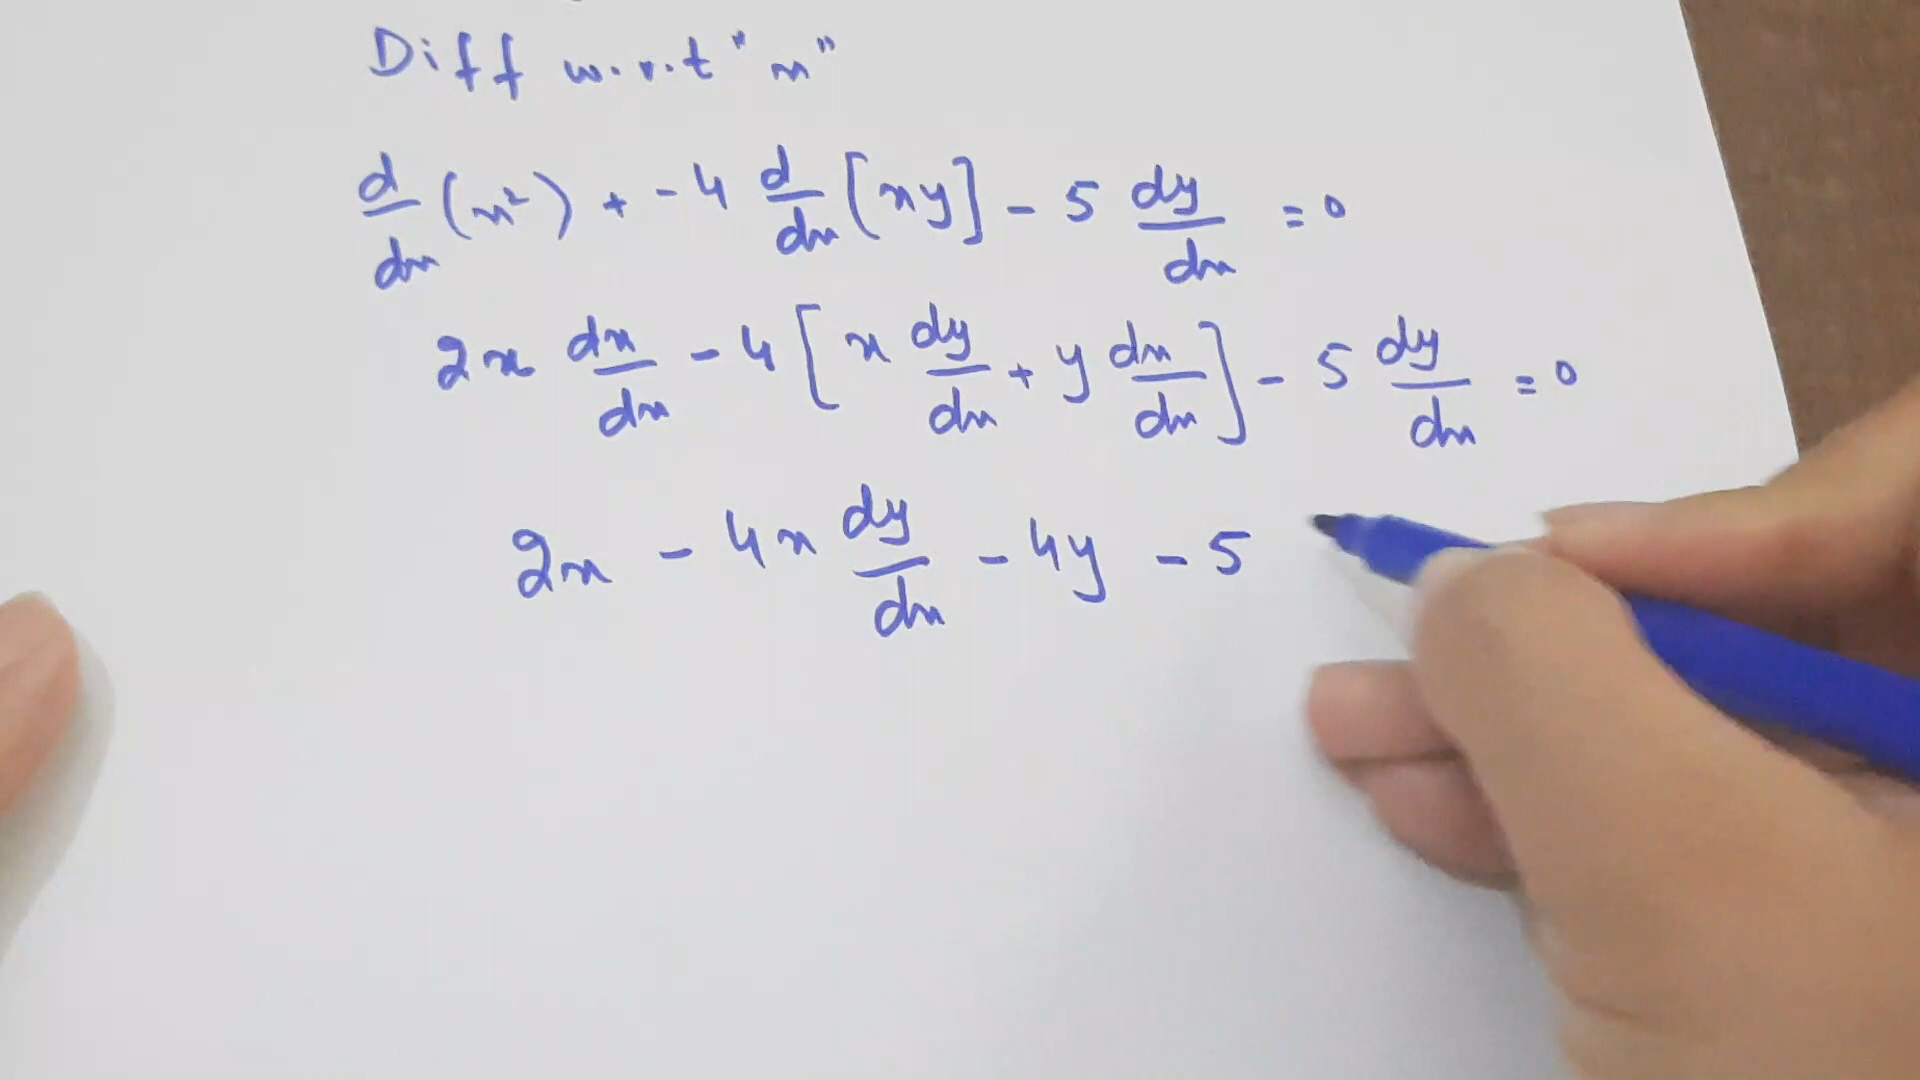 Diff w.r.t "x"
d/dx (x²) + -4 d/dx [xy] - 5 dy/dx = 0
2x dx/dx - 4 [x dy/dx + y dx/dx] - 5 dy/dx = 0
2x - 4x dy/dx - 4y - 5